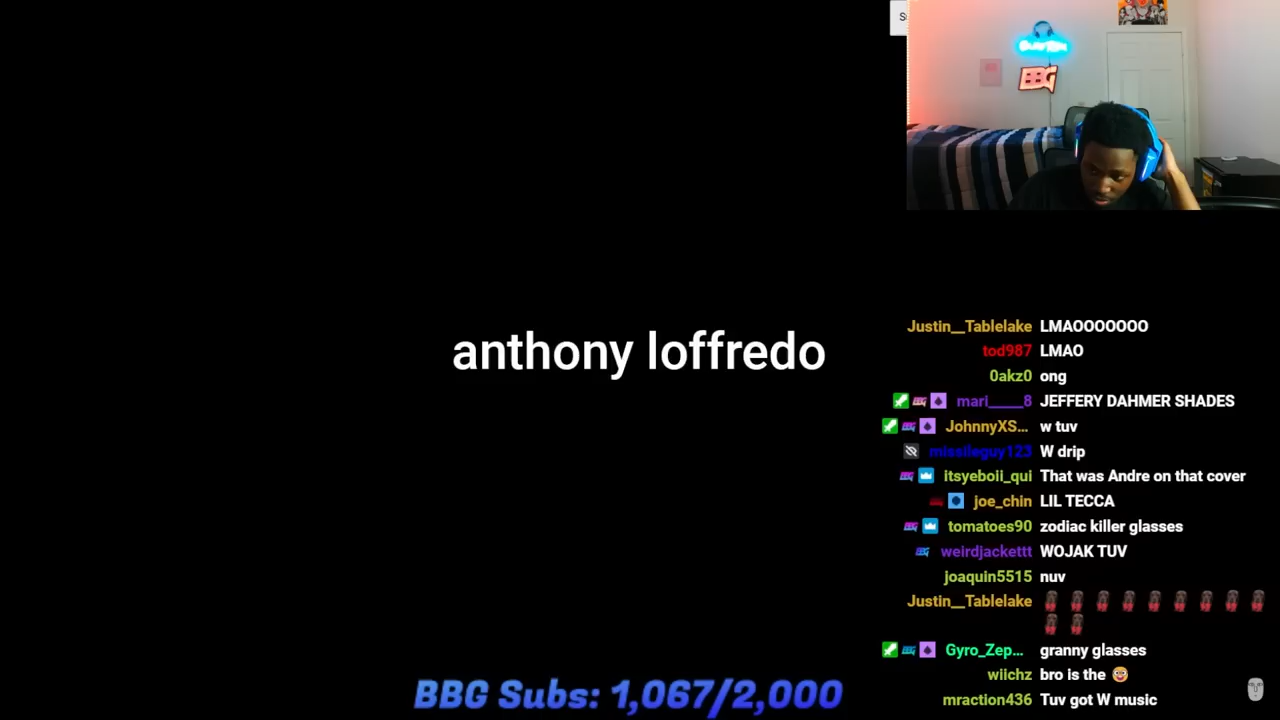 S
BBG
anthony loffredo
Justin__Tablelake LMAOOOOOOO
tod987 LMAO
0akz0 ong
mari____8 JEFFERY DAHMER SHADES
JohnnyXS… w tuv
missileguy123 W drip
itsyeboii_qui That was Andre on that cover
joe_chin LIL TECCA
tomatoes90 zodiac killer glasses
weirdjackettt WOJAK TUV
joaquin5515 nuv
Justin__Tablelake
Gyro_Zep… granny glasses
wiichz bro is the
mraction436 Tuv got W music
BBG Subs: 1,067/2,000